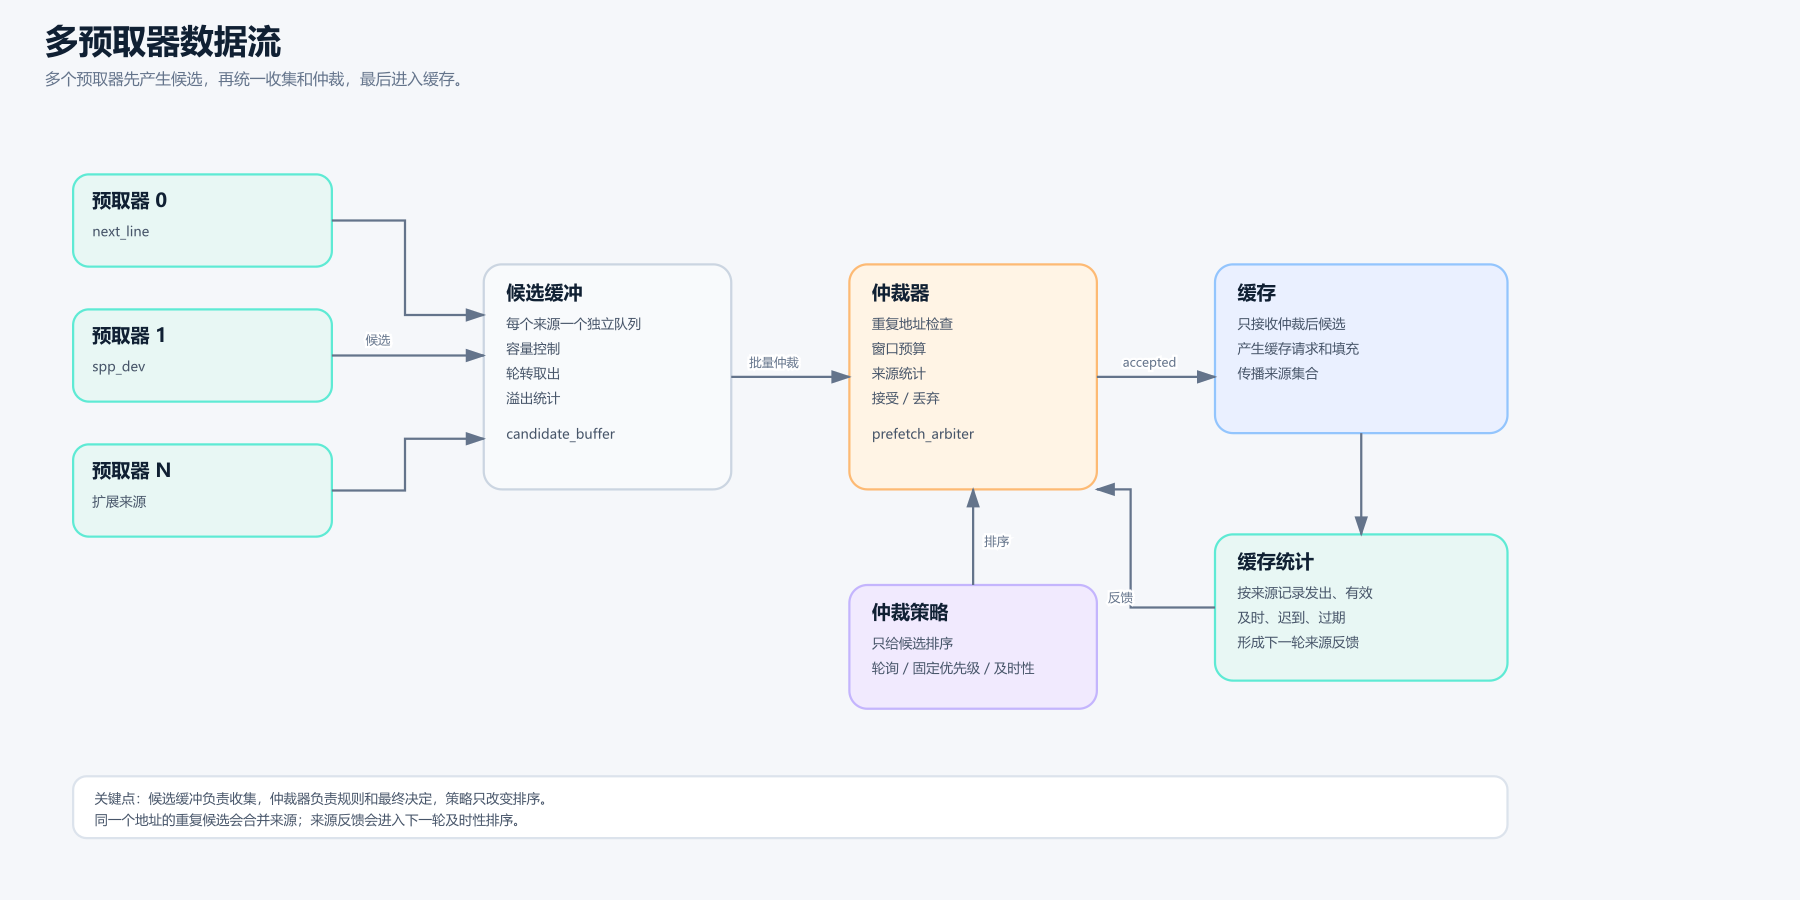 多预取器数据流
多个预取器先产生候选，再统一收集和仲裁，最后进入缓存。
预取器 0
next_line
预取器 1
spp_dev
预取器 N
扩展来源
候选
候选缓冲
每个来源一个独立队列
容量控制
轮转取出
溢出统计
candidate_buffer
批量仲裁
仲裁器
重复地址检查
窗口预算
来源统计
接受 / 丢弃
prefetch_arbiter
accepted
缓存
只接收仲裁后候选
产生缓存请求和填充
传播来源集合
排序
仲裁策略
只给候选排序
轮询 / 固定优先级 / 及时性
反馈
缓存统计
按来源记录发出、有效
及时、迟到、过期
形成下一轮来源反馈
关键点：候选缓冲负责收集，仲裁器负责规则和最终决定，策略只改变排序。
同一个地址的重复候选会合并来源；来源反馈会进入下一轮及时性排序。